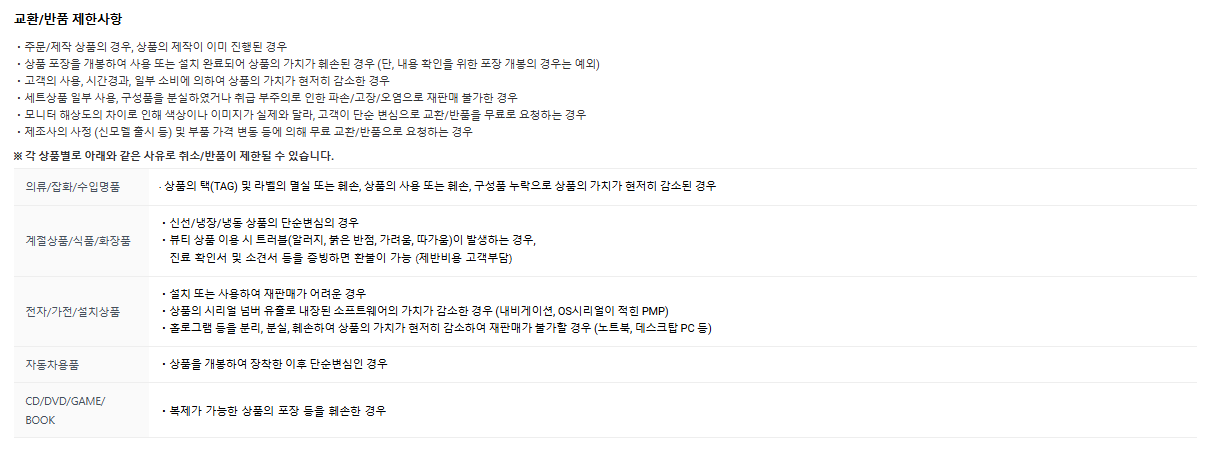 교환/반품 제한사항
・주문/제작 상품의 경우, 상품의 제작이 이미 진행된 경우
・상품 포장을 개봉하여 사용 또는 설치 완료되어 상품의 가치가 훼손된 경우 (단, 내용 확인을 위한 포장 개봉의 경우는 예외)
・고객의 사용, 시간경과, 일부 소비에 의하여 상품의 가치가 현저히 감소한 경우
・세트상품 일부 사용, 구성품을 분실하였거나 취급 부주의로 인한 파손/고장/오염으로 재판매 불가한 경우
・모니터 해상도의 차이로 인해 색상이나 이미지가 실제와 달라, 고객이 단순 변심으로 교환/반품을 무료로 요청하는 경우
・제조사의 사정 (신모델 출시 등) 및 부품 가격 변동 등에 의해 무료 교환/반품으로 요청하는 경우
※ 각 상품별로 아래와 같은 사유로 취소/반품이 제한될 수 있습니다.
의류/잡화/수입명품
· 상품의 택(TAG) 및 라벨의 멸실 또는 훼손, 상품의 사용 또는 훼손, 구성품 누락으로 상품의 가치가 현저히 감소된 경우
계절상품/식품/화장품
・신선/냉장/냉동 상품의 단순변심의 경우
・뷰티 상품 이용 시 트러블(알러지, 붉은 반점, 가려움, 따가움)이 발생하는 경우,
진료 확인서 및 소견서 등을 증빙하면 환불이 가능 (제반비용 고객부담)
전자/가전/설치상품
・설치 또는 사용하여 재판매가 어려운 경우
・상품의 시리얼 넘버 유출로 내장된 소프트웨어의 가치가 감소한 경우 (내비게이션, OS시리얼이 적힌 PMP)
・홀로그램 등을 분리, 분실, 훼손하여 상품의 가치가 현저히 감소하여 재판매가 불가할 경우 (노트북, 데스크탑 PC 등)
자동차용품
・상품을 개봉하여 장착한 이후 단순변심인 경우
CD/DVD/GAME/
BOOK
・복제가 가능한 상품의 포장 등을 훼손한 경우